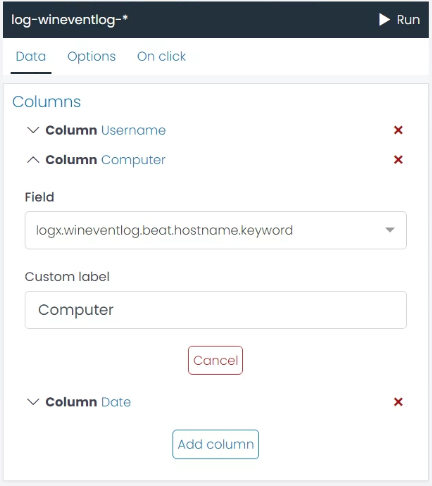 log-wineventlog-* Run
Data Options On click
Columns
Column Username
Column Computer
Field
logx.wineventlog.beat.hostname.keyword
Custom label
Computer
Cancel
Column Date
Add column